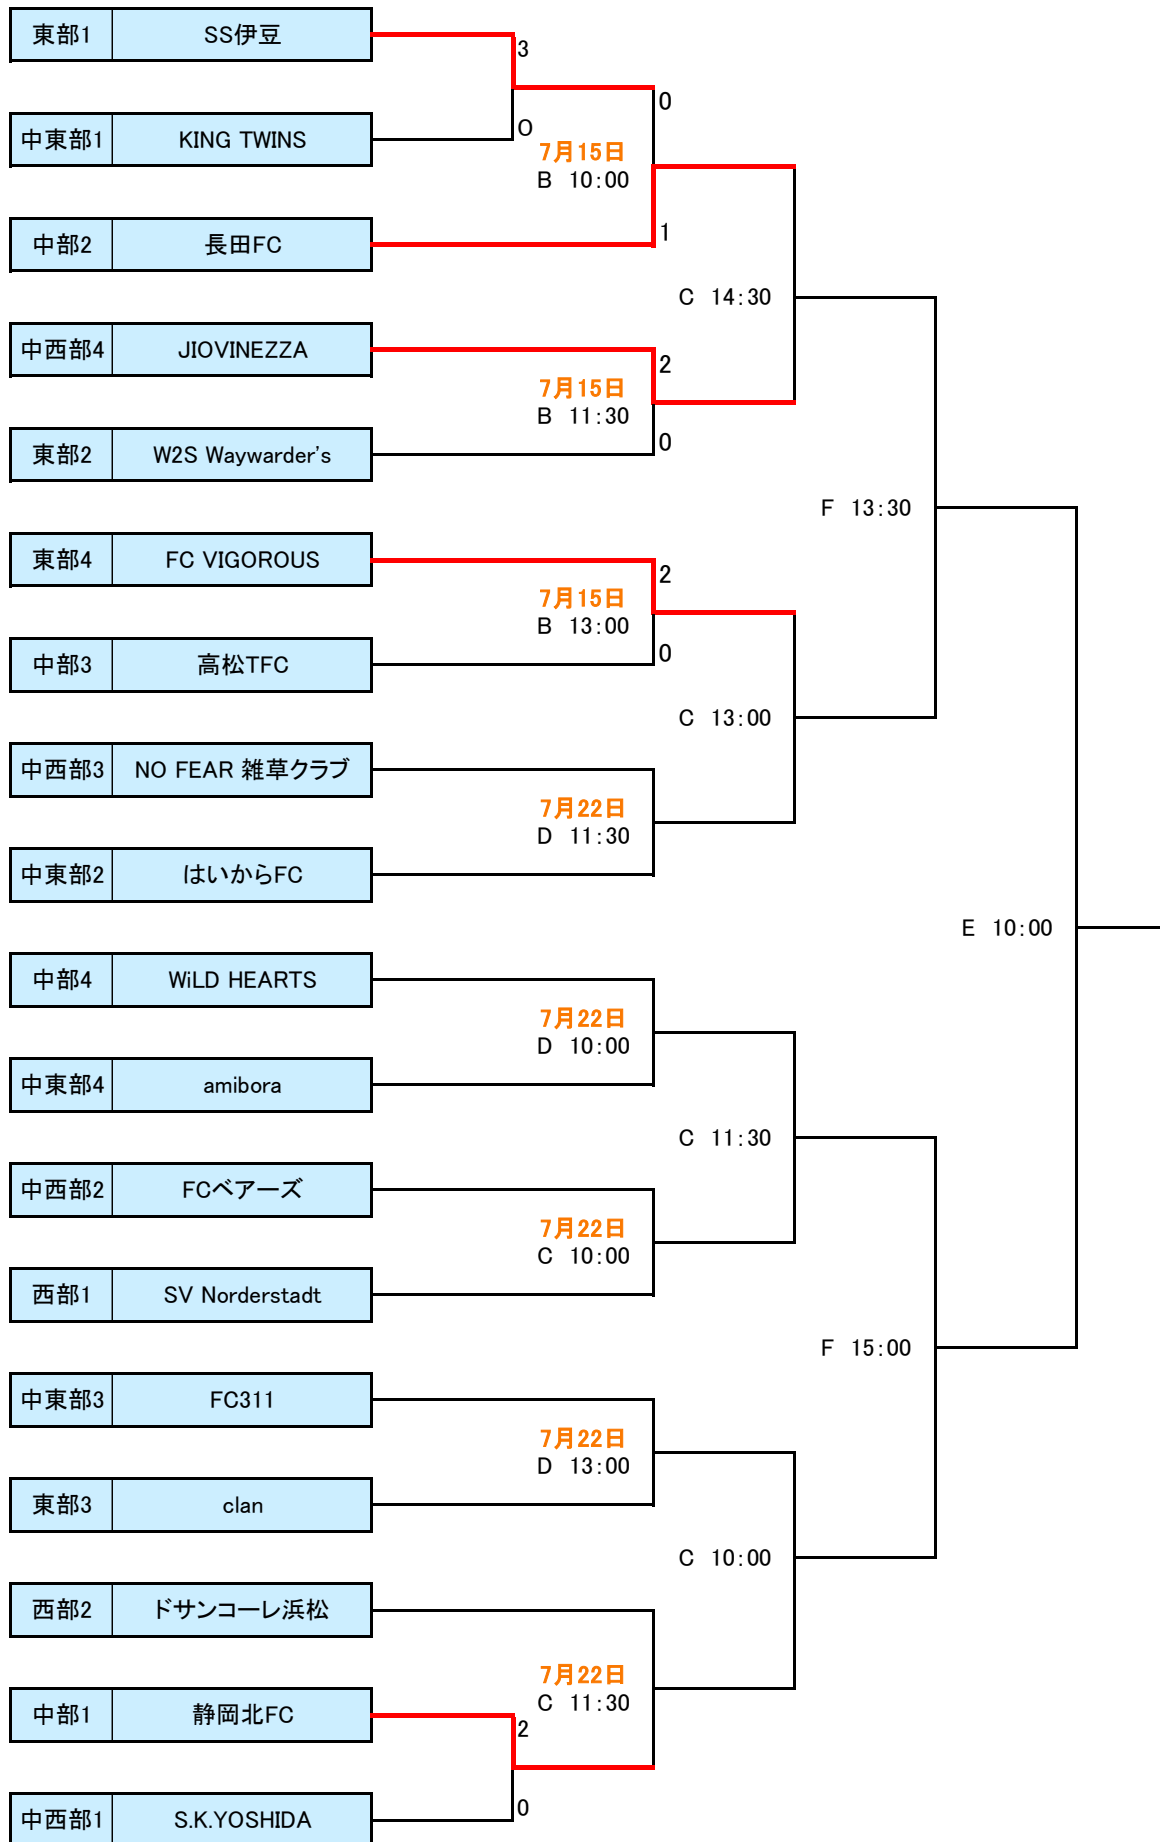 東部1 SS伊豆
3
0
中東部1 KING TWINS
O
7月15日
B 10:00
中部2 長田FC
1
C 14:30
中西部4 JIOVINEZZA
2
7月15日
B 11:30
東部2 W2S Waywarder's
0
F 13:30
東部4 FC VIGOROUS
2
7月15日
B 13:00
中部3 高松TFC
0
C 13:00
中西部3 NO FEAR 雑草クラブ
7月22日
D 11:30
中東部2 はいからFC
E 10:00
中部4 WiLD HEARTS
7月22日
D 10:00
中東部4 amibora
C 11:30
中西部2 FCベアーズ
7月22日
C 10:00
西部1 SV Norderstadt
F 15:00
中東部3 FC311
7月22日
D 13:00
東部3 clan
C 10:00
西部2 ドサンコーレ浜松
7月22日
C 11:30
中部1 静岡北FC
2
中西部1 S.K.YOSHIDA
0